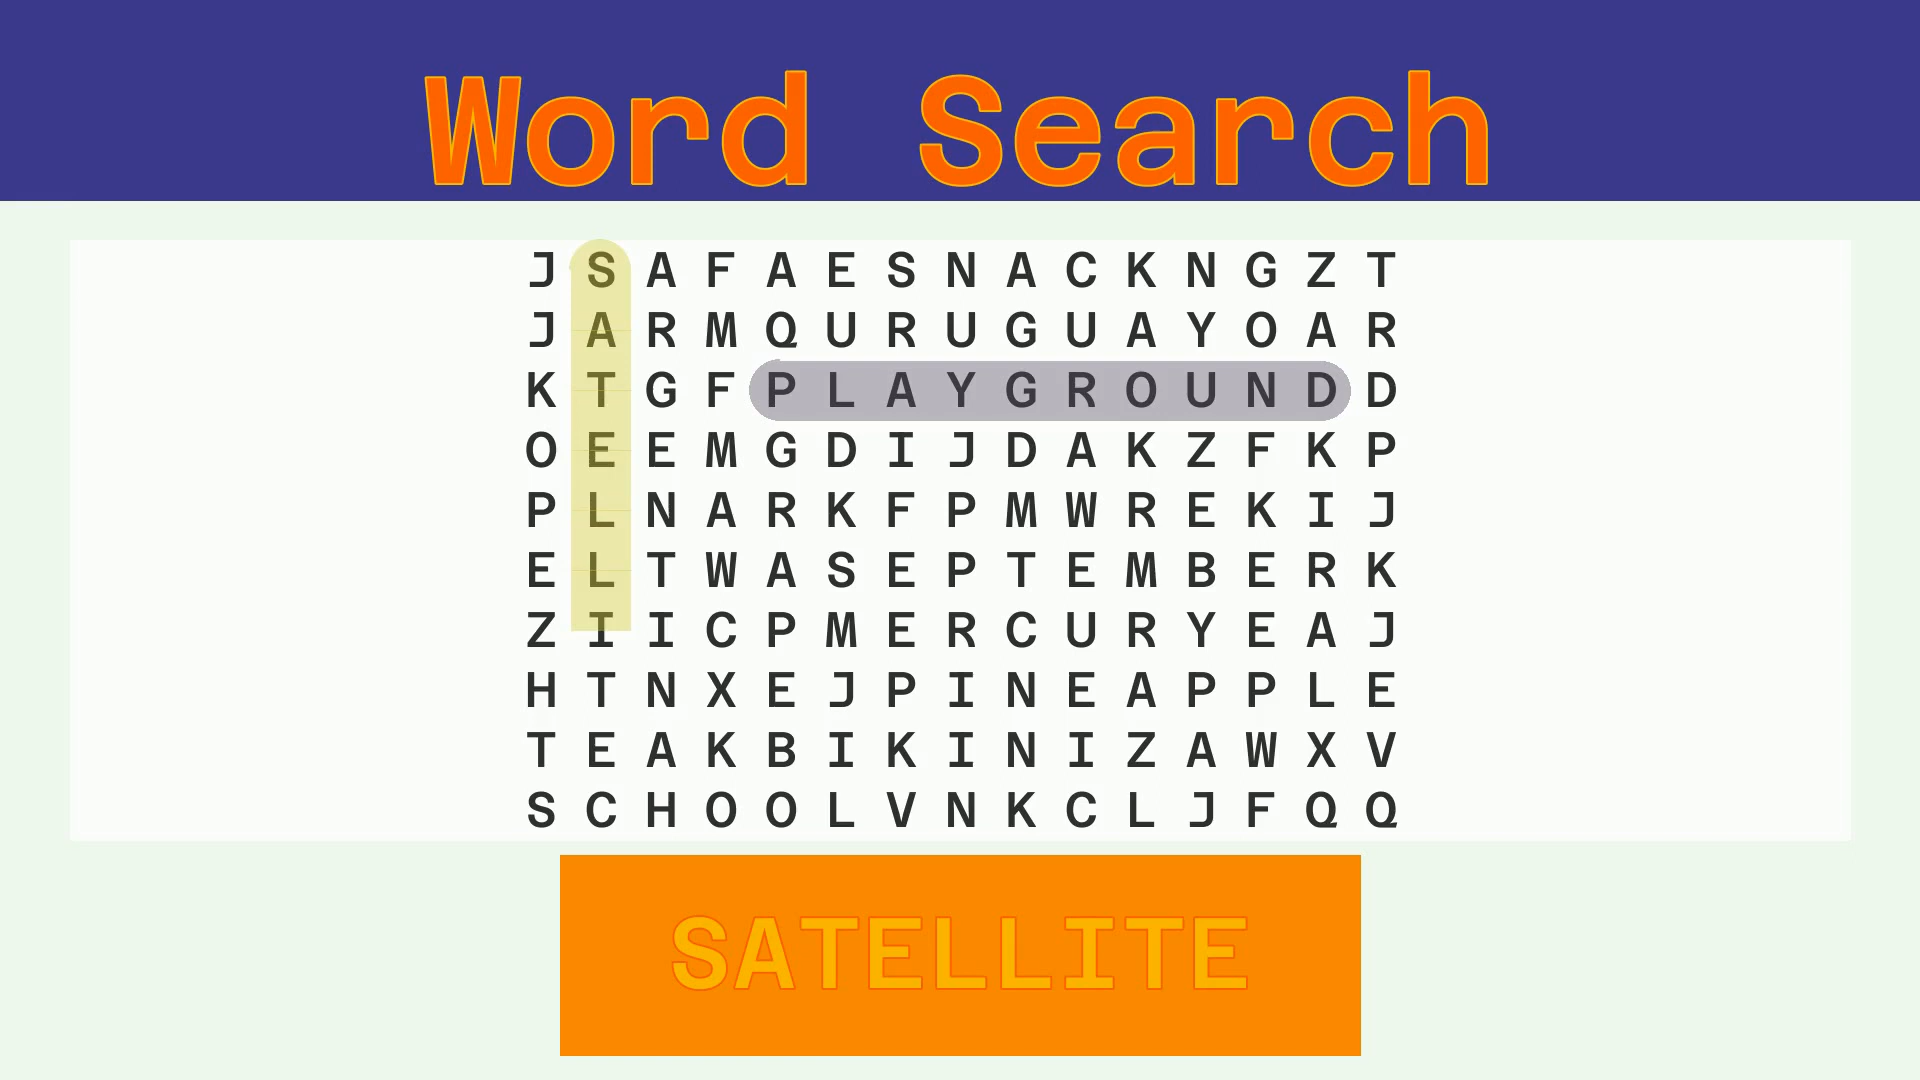 Word Search
J S A F A E S N A C K N G Z T
J A R M Q U R U G U A Y O A R
K T G F P L A Y G R O U N D D
O E E M G D I J D A K Z F K P
P L N A R K F P M W R E K I J
E L T W A S E P T E M B E R K
Z I I C P M E R C U R Y E A J
H T N X E J P I N E A P P L E
T E A K B I K I N I Z A W X V
S C H O O L V N K C L J F Q Q
SATELLITE